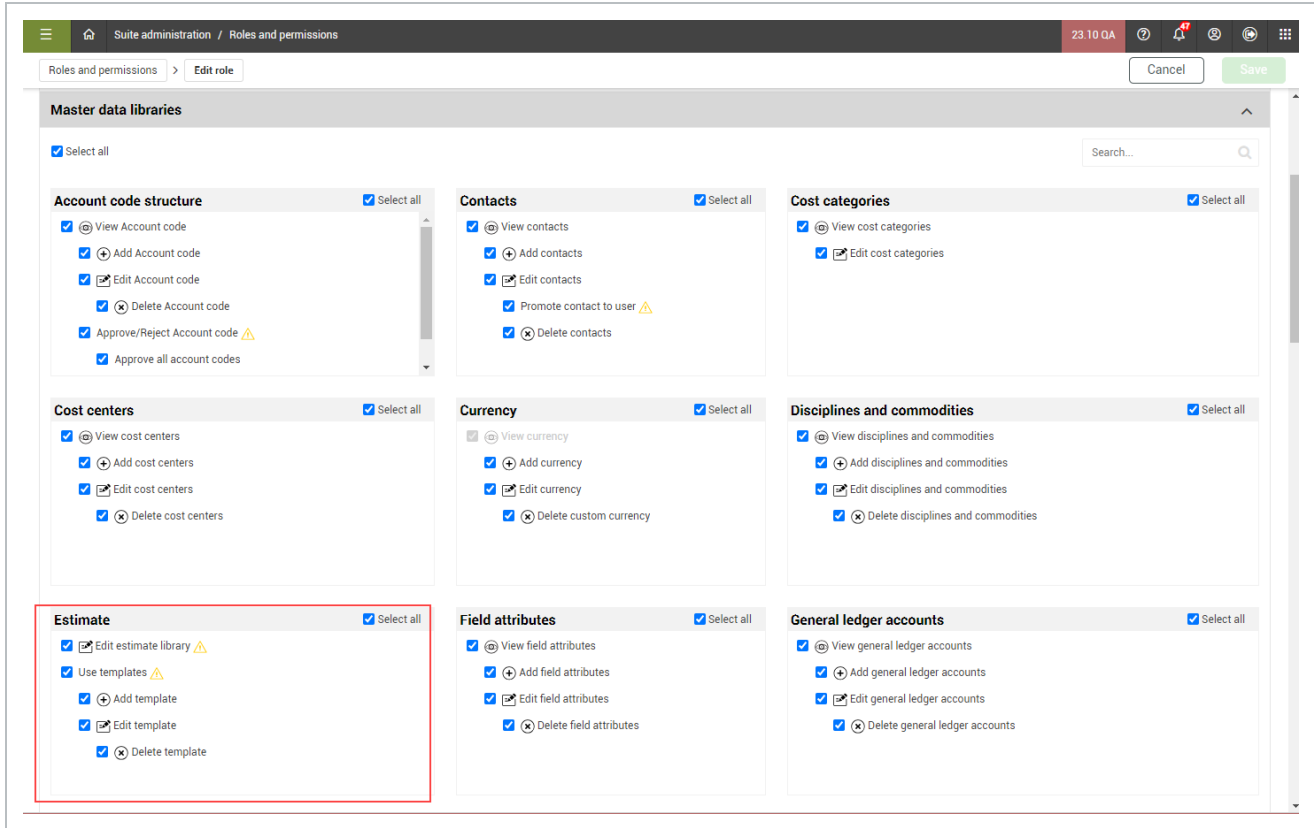 Suite administration / Roles and permissions
23.10 QA
47
Roles and permissions > Edit role
Cancel
Save
Master data libraries
Select all
Search...
Account code structure
Select all
View Account code
Add Account code
Edit Account code
Delete Account code
Approve/Reject Account code
Approve all account codes
Contacts
Select all
View contacts
Add contacts
Edit contacts
Promote contact to user
Delete contacts
Cost categories
Select all
View cost categories
Edit cost categories
Cost centers
Select all
View cost centers
Add cost centers
Edit cost centers
Delete cost centers
Currency
Select all
View currency
Add currency
Edit currency
Delete custom currency
Disciplines and commodities
Select all
View disciplines and commodities
Add disciplines and commodities
Edit disciplines and commodities
Delete disciplines and commodities
Estimate
Select all
Edit estimate library
Use templates
Add template
Edit template
Delete template
Field attributes
Select all
View field attributes
Add field attributes
Edit field attributes
Delete field attributes
General ledger accounts
Select all
View general ledger accounts
Add general ledger accounts
Edit general ledger accounts
Delete general ledger accounts